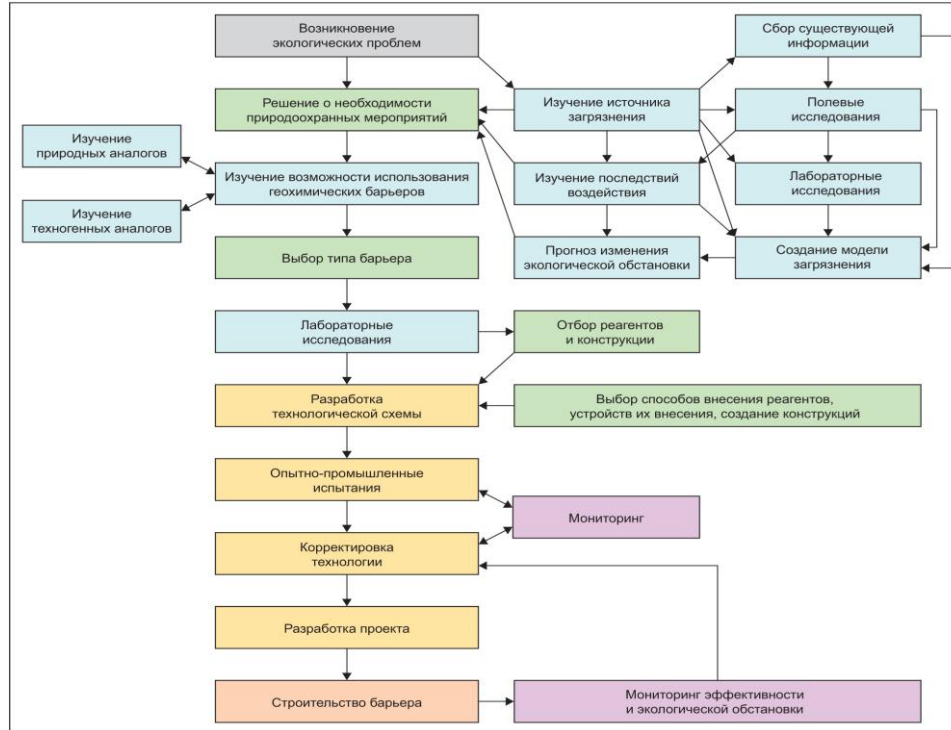 Возникновение
экологических проблем
Сбор существующей
информации
Решение о необходимости
природоохранных мероприятий
Изучение источника
загрязнения
Полевые
исследования
Изучение
природных аналогов
Изучение возможности использования
геохимических барьеров
Изучение последствий
воздействия
Лабораторные
исследования
Изучение
техногенных аналогов
Выбор типа барьера
Прогноз изменения
экологической обстановки
Создание модели
загрязнения
Лабораторные
исследования
Отбор реагентов
и конструкции
Разработка
технологической схемы
Выбор способов внесения реагентов,
устройств их внесения, создание конструкций
Опытно-промышленные
испытания
Мониторинг
Корректировка
технологии
Разработка проекта
Строительство барьера
Мониторинг эффективности
и экологической обстановки